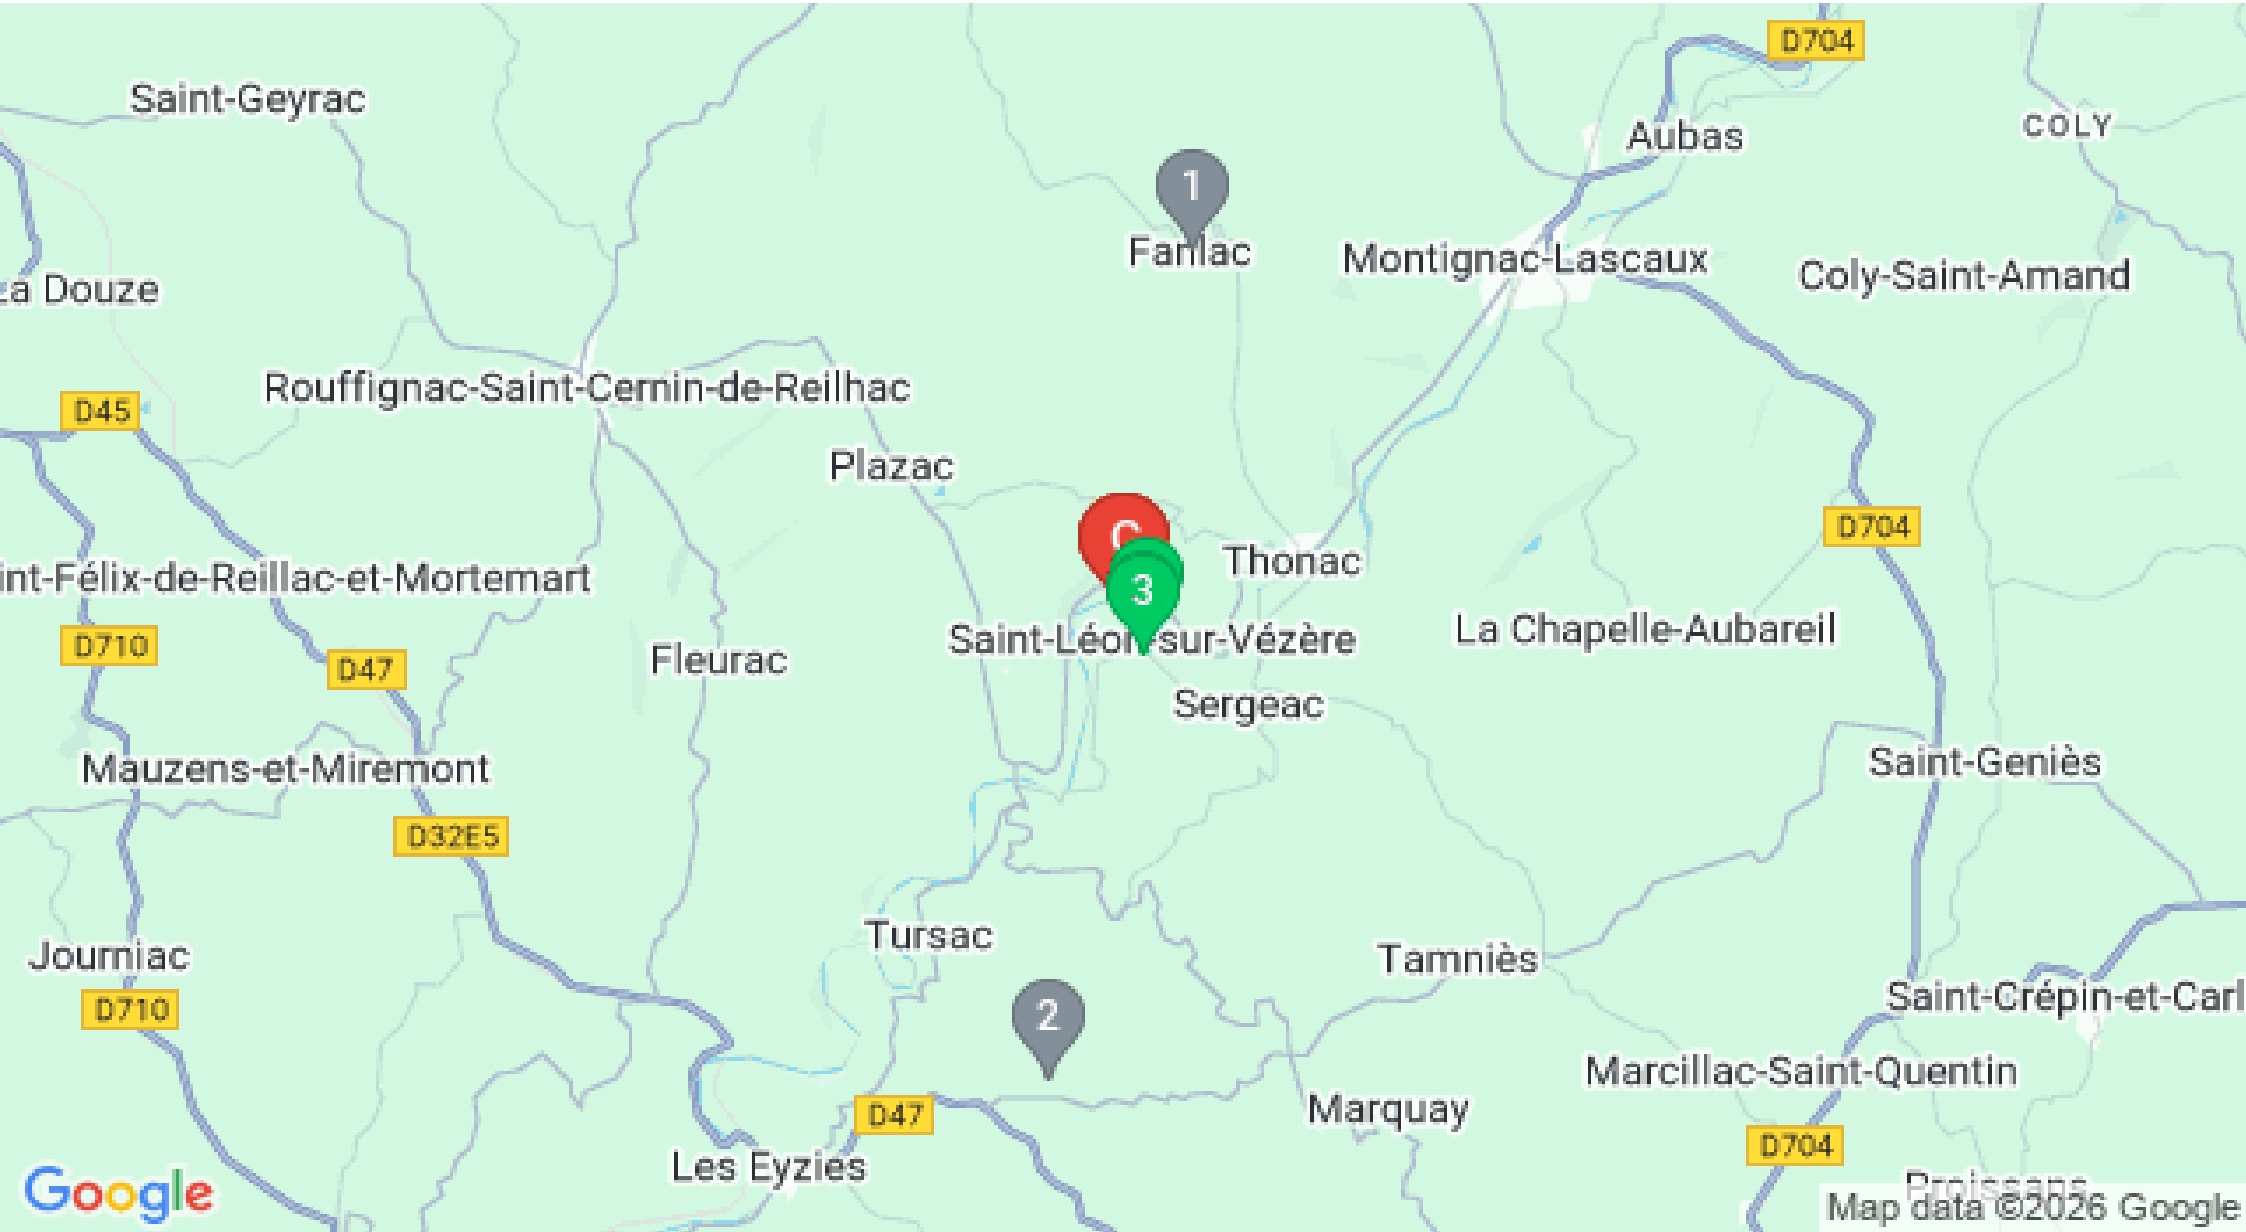 D704
Saint-Geyrac
Aubas
COLY
1
Fanlac
Montignac-Lascaux
Coly-Saint-Amand
La Douze
Rouffignac-Saint-Cernin-de-Reilhac
D45
Plazac
D704
C
Thonac
int-Félix-de-Reillac-et-Mortemart
3
D710
Saint-Léon-sur-Vézère
La Chapelle-Aubareil
D47
Fleurac
Sergeac
Mauzens-et-Miremont
Saint-Geniès
D32E5
Tursac
Journiac
Tamniès
D710
2
Saint-Crépin-et-Carl
Marcillac-Saint-Quentin
D47
Marquay
D704
Les Eyzies
Proissans
Google
Map data ©2026 Google